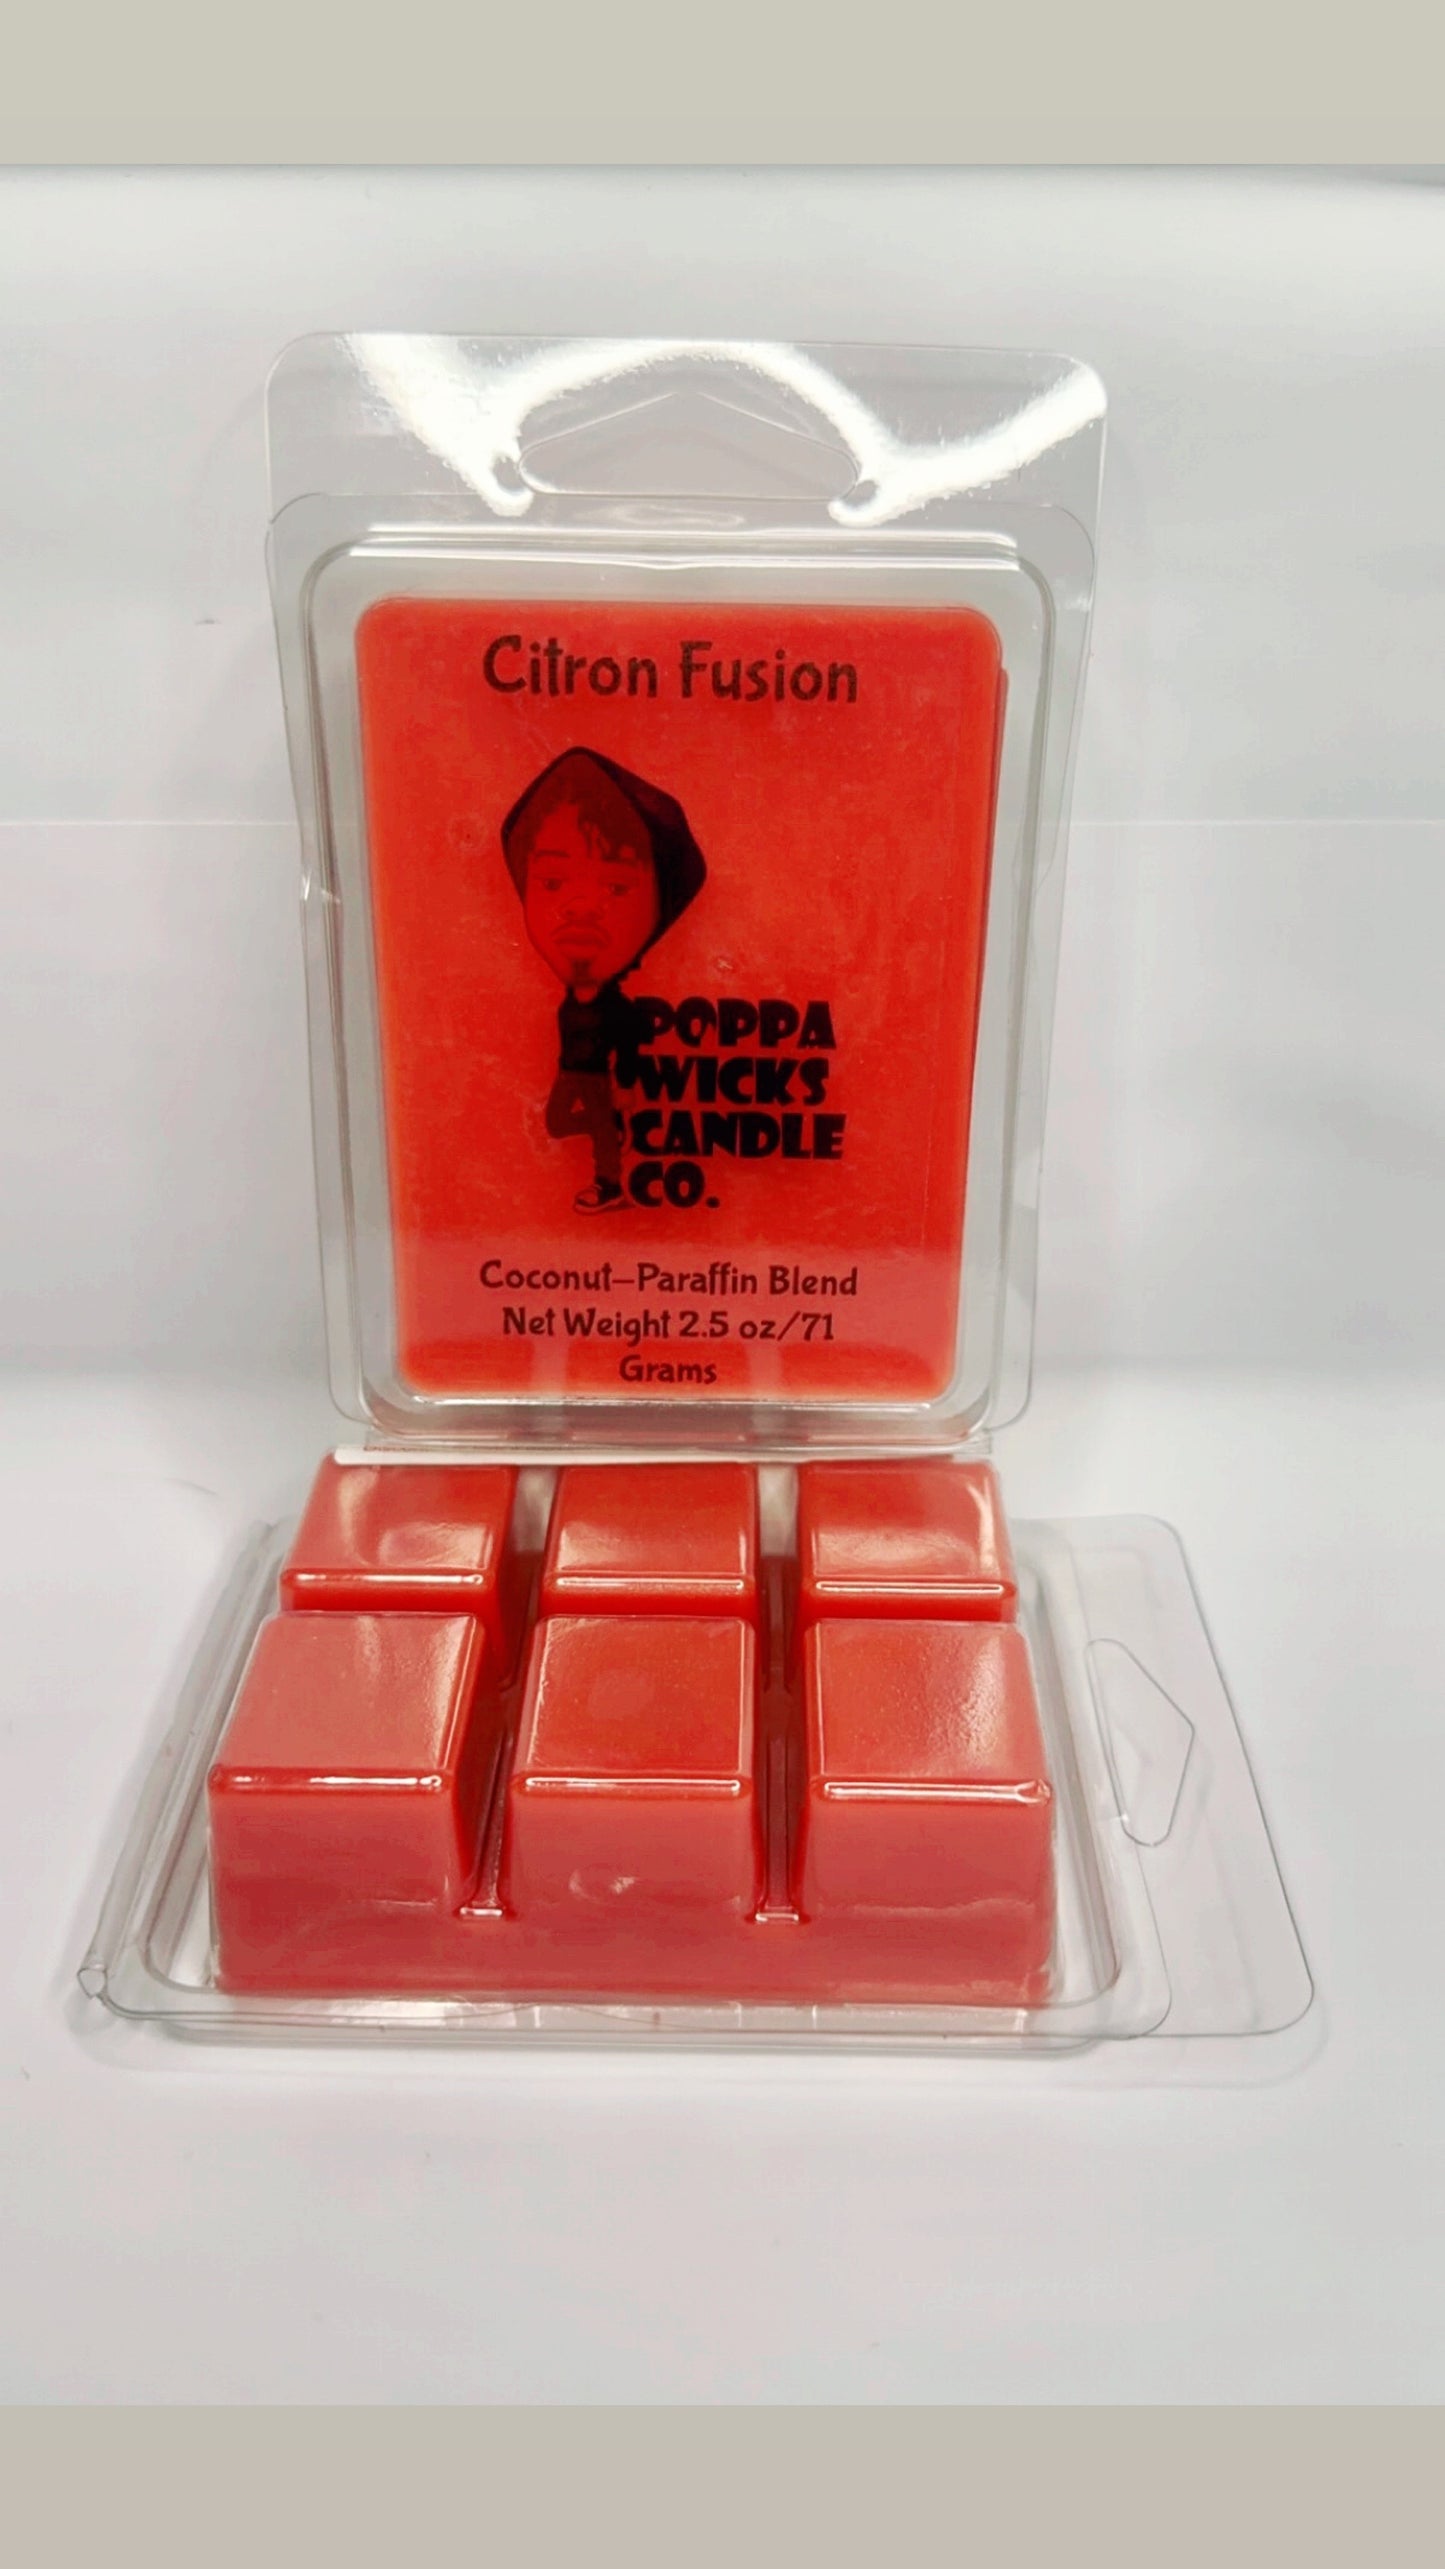 Citron Fusion
POPPA
WICKS
CANDLE
CO.
Coconut–Paraffin Blend
Net Weight 2.5 oz/71
Grams